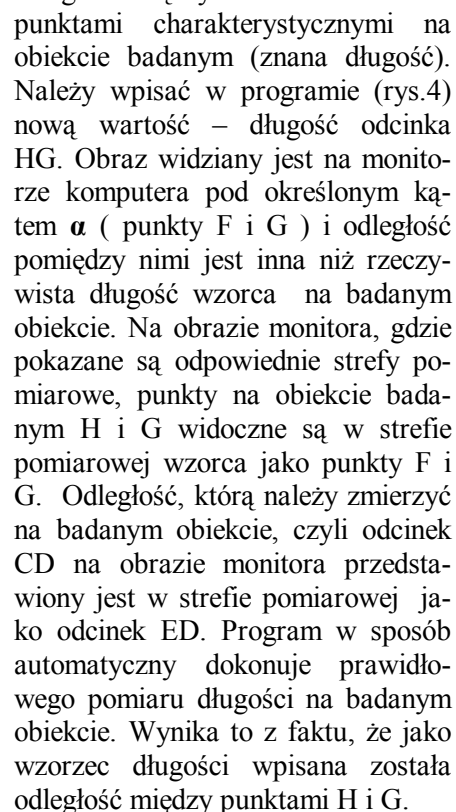 punktami charakterystycznymi na
obiekcie badanym (znana długość).
Należy wpisać w programie (rys.4)
nową wartość – długość odcinka
HG. Obraz widziany jest na monito-
rze komputera pod określonym ką-
tem α ( punkty F i G ) i odległość
pomiędzy nimi jest inna niż rzeczy-
wista długość wzorca na badanym
obiekcie. Na obrazie monitora, gdzie
pokazane są odpowiednie strefy po-
miarowe, punkty na obiekcie bada-
nym H i G widoczne są w strefie
pomiarowej wzorca jako punkty F i
G. Odległość, którą należy zmierzyć
na badanym obiekcie, czyli odcinek
CD na obrazie monitora przedsta-
wiony jest w strefie pomiarowej ja-
ko odcinek ED. Program w sposób
automatyczny dokonuje prawidło-
wego pomiaru długości na badanym
obiekcie. Wynika to z faktu, że jako
wzorzec długości wpisana została
odległość między punktami H i G.